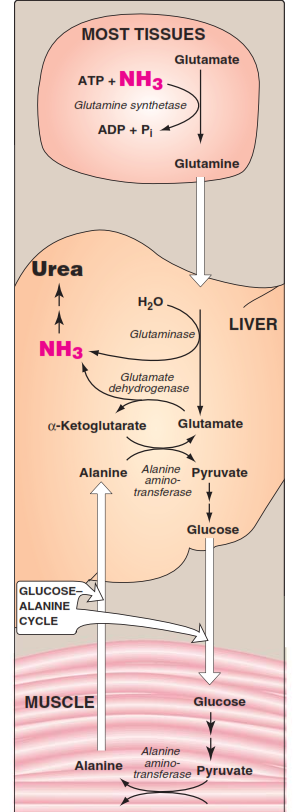 MOST TISSUES
Glutamate
ATP + NH₃
Glutamine synthetase
ADP + Pᵢ
Glutamine
Urea
H₂O
LIVER
Glutaminase
NH₃
Glutamate
dehydrogenase
α-Ketoglutarate
Glutamate
Alanine
Alanine
amino-
transferase
Pyruvate
Glucose
GLUCOSE–
ALANINE
CYCLE
MUSCLE
Glucose
Alanine
Alanine
amino-
transferase
Pyruvate